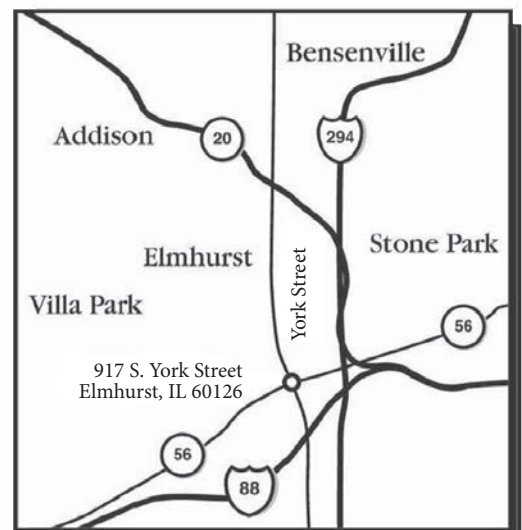 Bensenville
Addison
20
294
Stone Park
Elmhurst
York Street
Villa Park
56
917 S. York Street
Elmhurst, IL 60126
56
88